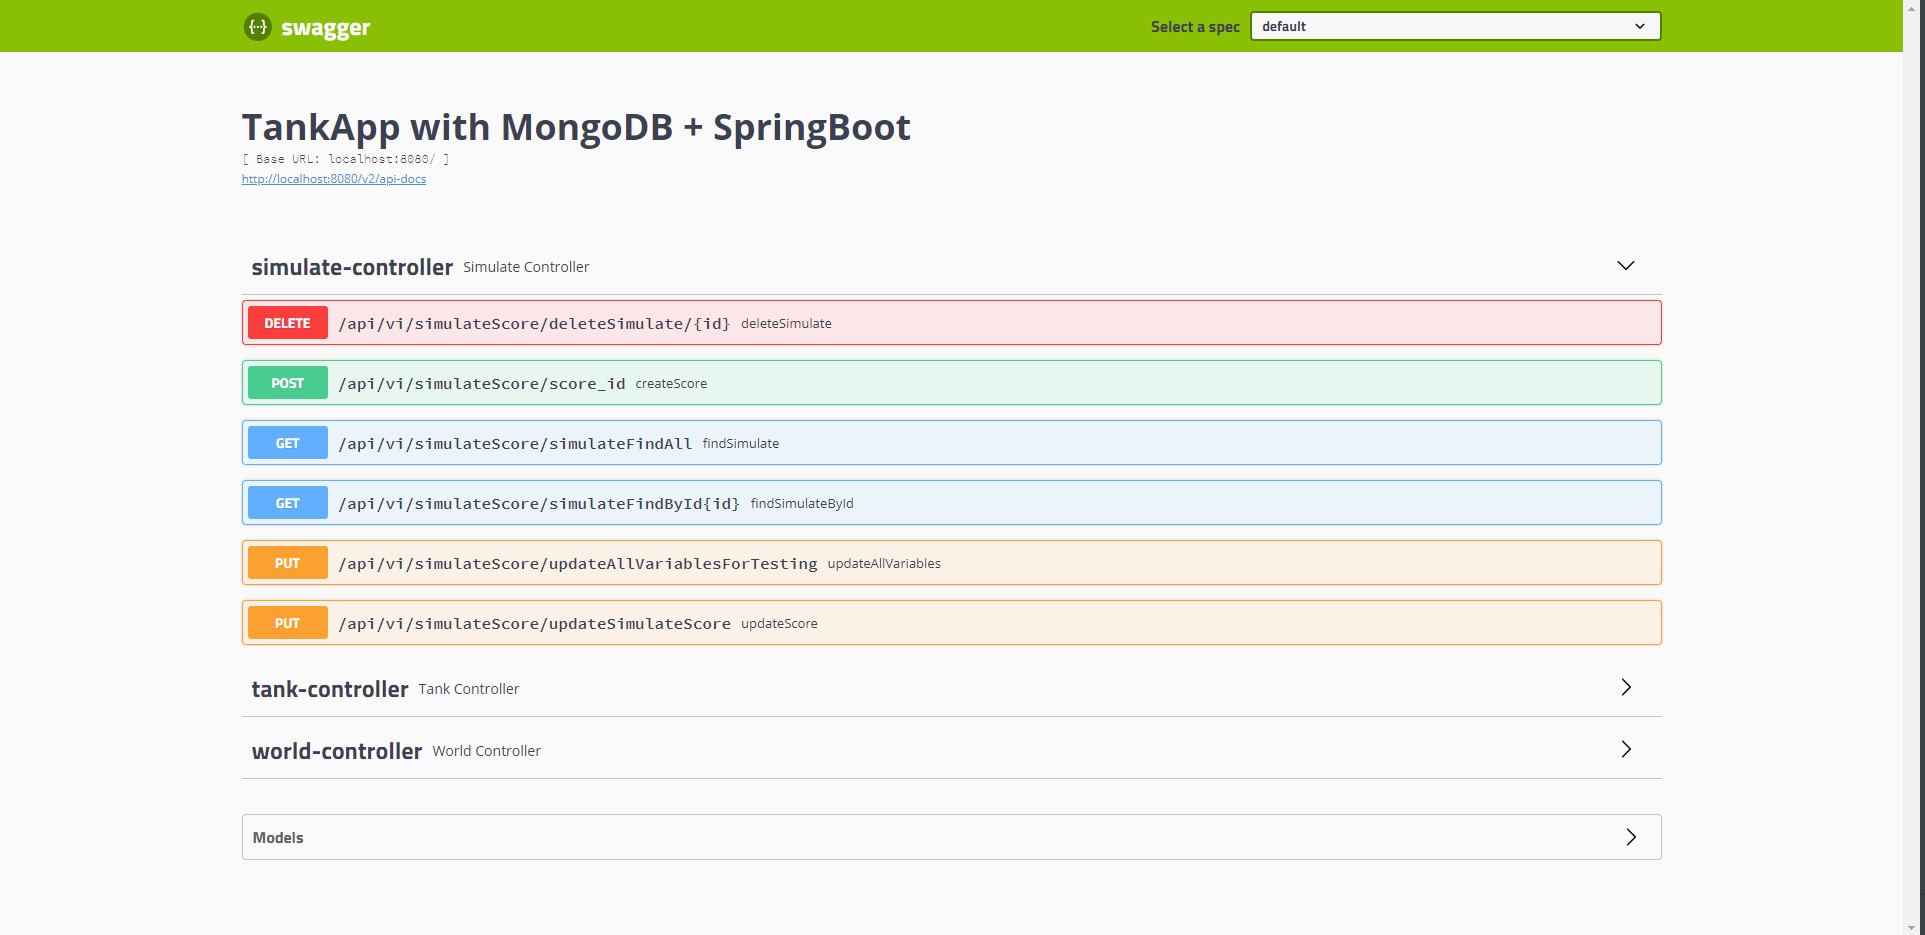 swagger Select a spec default
TankApp with MongoDB + SpringBoot
[ Base URL: localhost:8080/ ]
http://localhost:8080/v2/api-docs
simulate-controller Simulate Controller
DELETE /api/vi/simulateScore/deleteSimulate/{id} deleteSimulate
POST /api/vi/simulateScore/score_id createScore
GET /api/vi/simulateScore/simulateFindAll findSimulate
GET /api/vi/simulateScore/simulateFindById{id} findSimulateById
PUT /api/vi/simulateScore/updateAllVariablesForTesting updateAllVariables
PUT /api/vi/simulateScore/updateSimulateScore updateScore
tank-controller Tank Controller
world-controller World Controller
Models